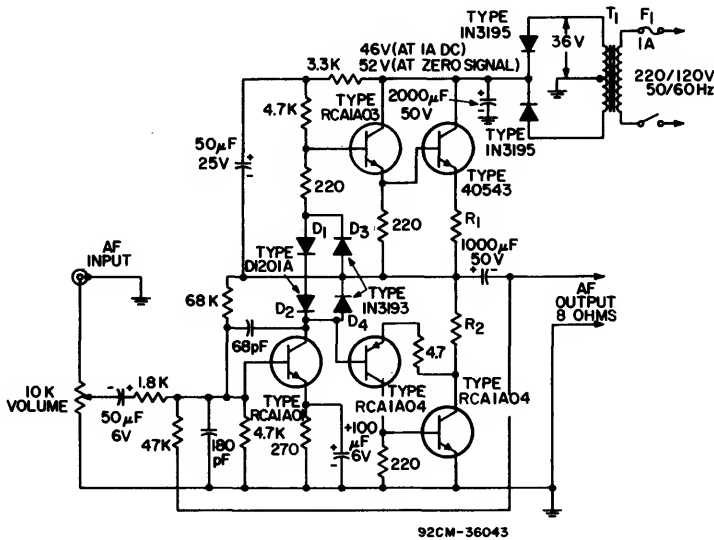 TYPE
IN3195
T1
F1
1A
36V
46V(AT 1A DC)
52V(AT ZERO SIGNAL)
3.3K
220/120V
50/60Hz
4.7K
TYPE
RCA1A03
2000µF
50V
+
TYPE
IN3195
50µF
25V
+
-
TYPE
40543
220
220
R1
D1
D3
1000µF
50V
+ -
AF
INPUT
TYPE
D1201A
TYPE
IN3193
AF
OUTPUT
8 OHMS
68K
D2
D4
R2
68pF
4.7
10K
VOLUME
- +
1.8K
50µF
6V
TYPE
TYPE
RCA1A04
TYPE
RCA1A04
47K
180
pF
4.7K
270
+100
µF
6V
+
-
220
92CM-36043